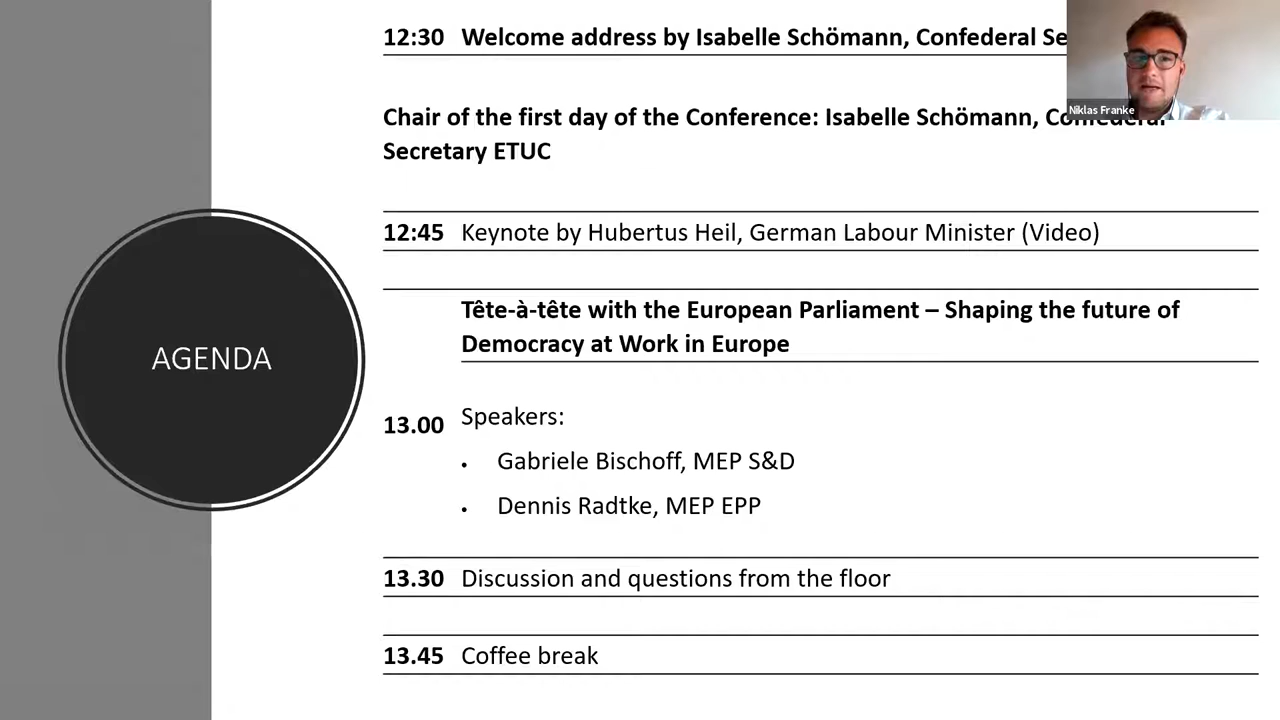 12:30 Welcome address by Isabelle Schömann, Confederal
Niklas Franke
Chair of the first day of the Conference: Isabelle Schömann, Confederal
Secretary ETUC
12:45 Keynote by Hubertus Heil, German Labour Minister (Video)
Tête-à-tête with the European Parliament – Shaping the future of
Democracy at Work in Europe
AGENDA
13.00 Speakers:
• Gabriele Bischoff, MEP S&D
• Dennis Radtke, MEP EPP
13.30 Discussion and questions from the floor
13.45 Coffee break